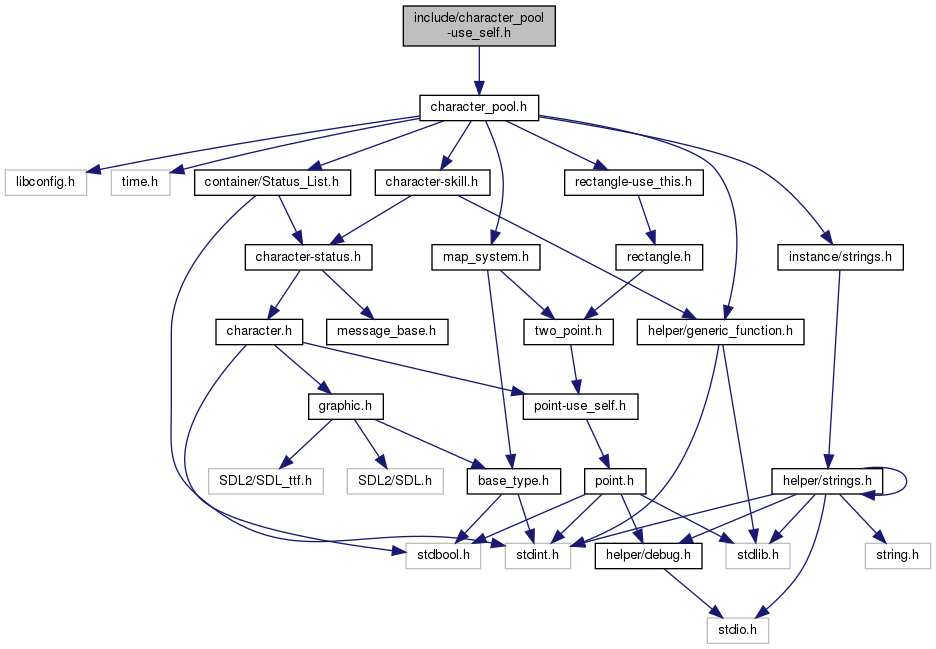 include/character_pool
-use_self.h
character_pool.h
libconfig.h
time.h
container/Status_List.h
character-skill.h
rectangle-use_this.h
character-status.h
map_system.h
rectangle.h
instance/strings.h
character.h
message_base.h
two_point.h
helper/generic_function.h
graphic.h
point-use_self.h
SDL2/SDL_ttf.h
SDL2/SDL.h
base_type.h
point.h
helper/strings.h
stdbool.h
stdint.h
helper/debug.h
stdlib.h
string.h
stdio.h